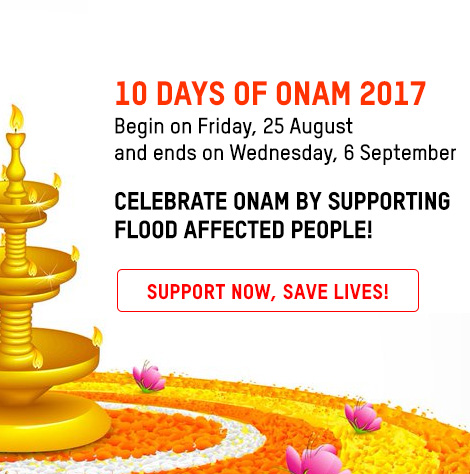 10 DAYS OF ONAM 2017
Begin on Friday, 25 August
and ends on Wednesday, 6 September
CELEBRATE ONAM BY SUPPORTING
FLOOD AFFECTED PEOPLE!
SUPPORT NOW, SAVE LIVES!